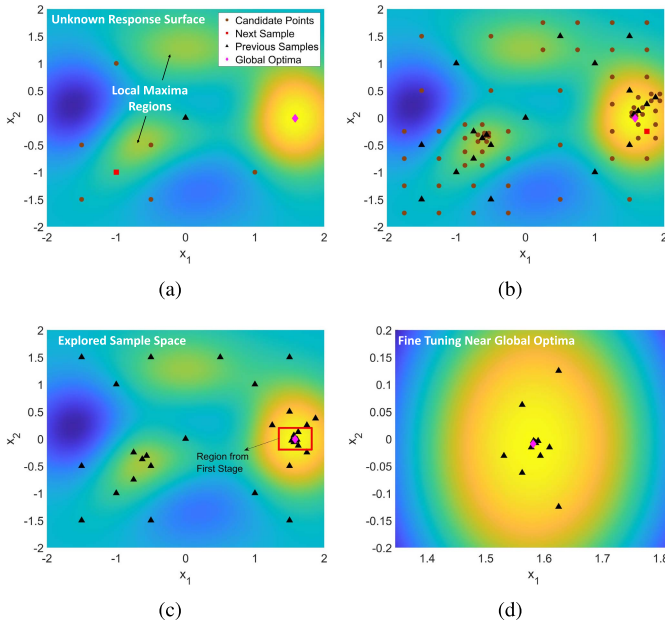 Unknown Response Surface
Candidate Points
Next Sample
Previous Samples
Global Optima
Local Maxima
Regions
2
1.5
1
0.5
0
-0.5
-1
-1.5
-2
x2
-2 -1 0 1 2
x1
(a)
2
1.5
1
0.5
0
-0.5
-1
-1.5
-2
x2
-2 -1 0 1 2
x1
(b)
Explored Sample Space
Region from
First Stage
2
1.5
1
0.5
0
-0.5
-1
-1.5
-2
x2
-2 -1 0 1 2
x1
(c)
Fine Tuning Near Global Optima
0.2
0.15
0.1
0.05
0
-0.05
-0.1
-0.15
-0.2
x2
1.4 1.5 1.6 1.7 1.8
x1
(d)